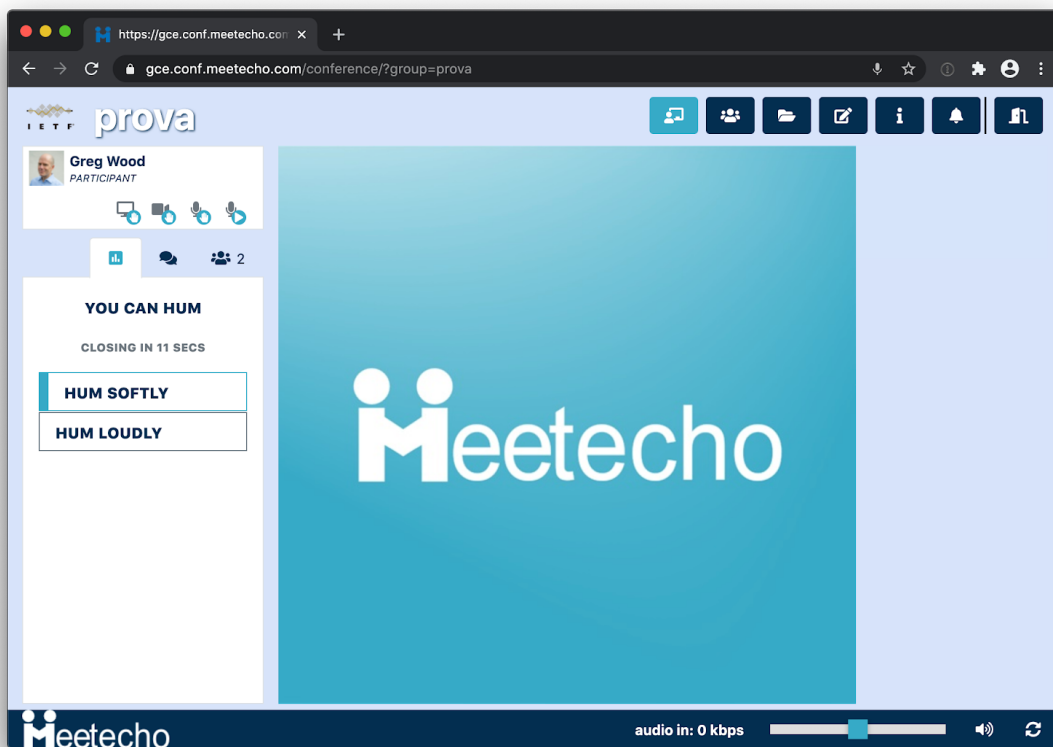 https://gce.conf.meetecho.com
gce.conf.meetecho.com/conference/?group=prova
IETF prova
Greg Wood
PARTICIPANT
2
YOU CAN HUM
CLOSING IN 11 SECS
HUM SOFTLY
HUM LOUDLY
Meetecho
Meetecho
audio in: 0 kbps